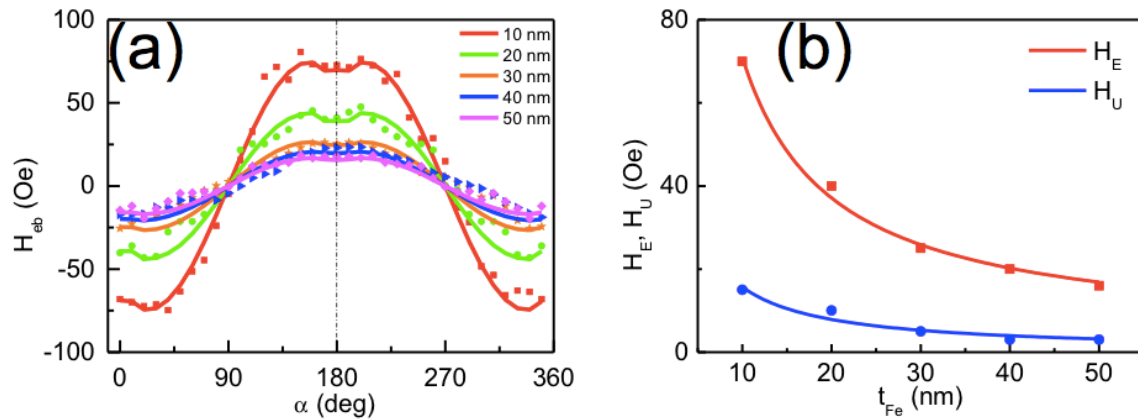 (a)
10 nm
20 nm
30 nm
40 nm
50 nm
100
50
0
-50
-100
H_eb (Oe)
0 90 180 270 360
α (deg)
(b)
H_E
H_U
80
40
0
H_E, H_U (Oe)
10 20 30 40 50
t_Fe (nm)